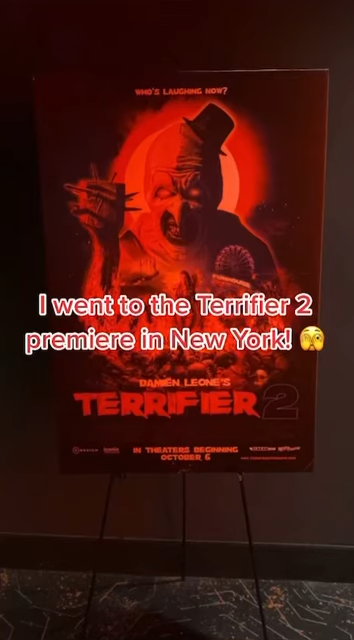 WHO'S LAUGHING NOW?
I went to the Terrifier 2
premiere in New York! 🫣
DAMIEN LEONE'S
TERRIFIER 2
IN THEATERS BEGINNING
OCTOBER 6